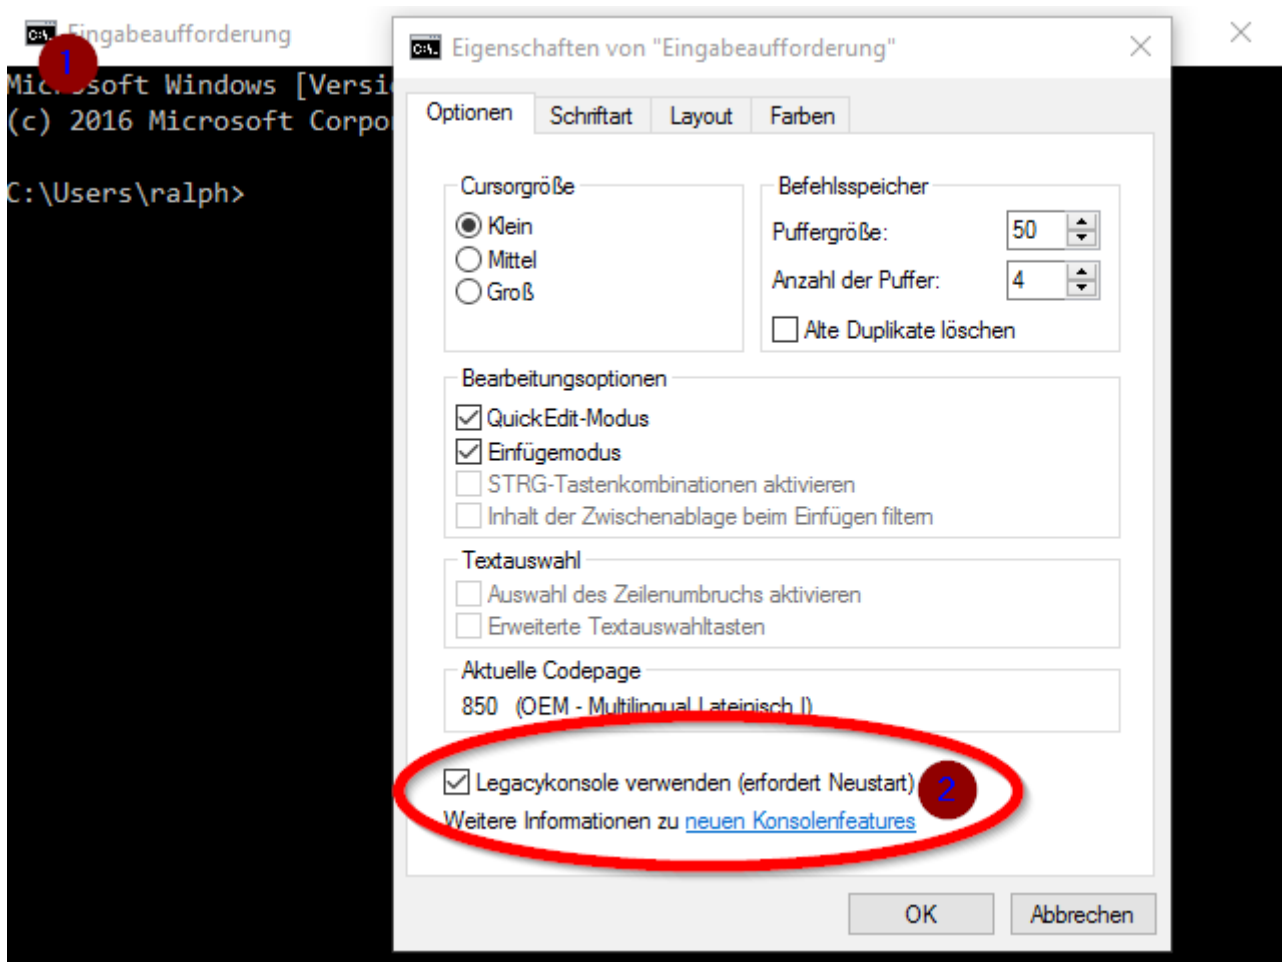 Eingabeaufforderung
1
Microsoft Windows [Versi
(c) 2016 Microsoft Corpo
C:\Users\ralph>
Eigenschaften von "Eingabeaufforderung"
Optionen Schriftart Layout Farben
Cursorgröße
Klein
Mittel
Groß
Befehlsspeicher
Puffergröße: 50
Anzahl der Puffer: 4
Alte Duplikate löschen
Bearbeitungsoptionen
QuickEdit-Modus
Einfügemodus
STRG-Tastenkombinationen aktivieren
Inhalt der Zwischenablage beim Einfügen filtern
Textauswahl
Auswahl des Zeilenumbruchs aktivieren
Erweiterte Textauswahltasten
Aktuelle Codepage
850 (OEM - Multilingual Lateinisch I)
Legacykonsole verwenden (erfordert Neustart) 2
Weitere Informationen zu neuen Konsolenfeatures
OK Abbrechen